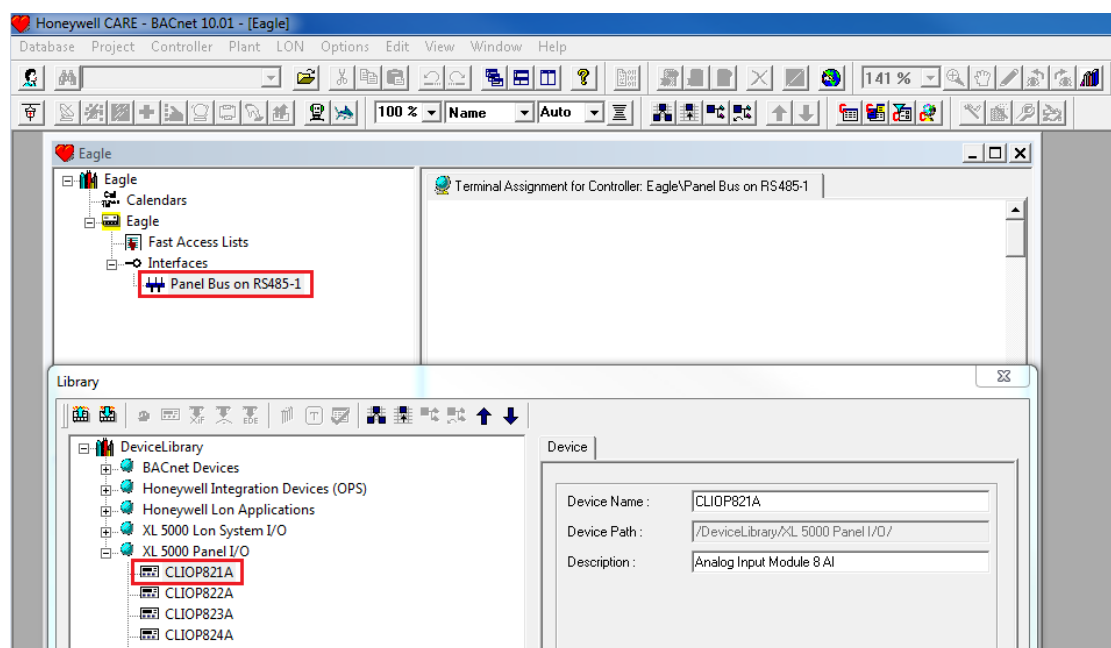 Honeywell CARE - BACnet 10.01 - [Eagle]
Database Project Controller Plant LON Options Edit View Window Help
141 %
100 % Name Auto
Eagle
Eagle
Calendars
Eagle
Fast Access Lists
Interfaces
Panel Bus on RS485-1
Terminal Assignment for Controller: Eagle\Panel Bus on RS485-1
Library
XIF
EDE
T
DeviceLibrary
BACnet Devices
Honeywell Integration Devices (OPS)
Honeywell Lon Applications
XL 5000 Lon System I/O
XL 5000 Panel I/O
CLIOP821A
CLIOP822A
CLIOP823A
CLIOP824A
Device
Device Name : CLIOP821A
Device Path : /DeviceLibrary/XL 5000 Panel I/O/
Description : Analog Input Module 8 AI